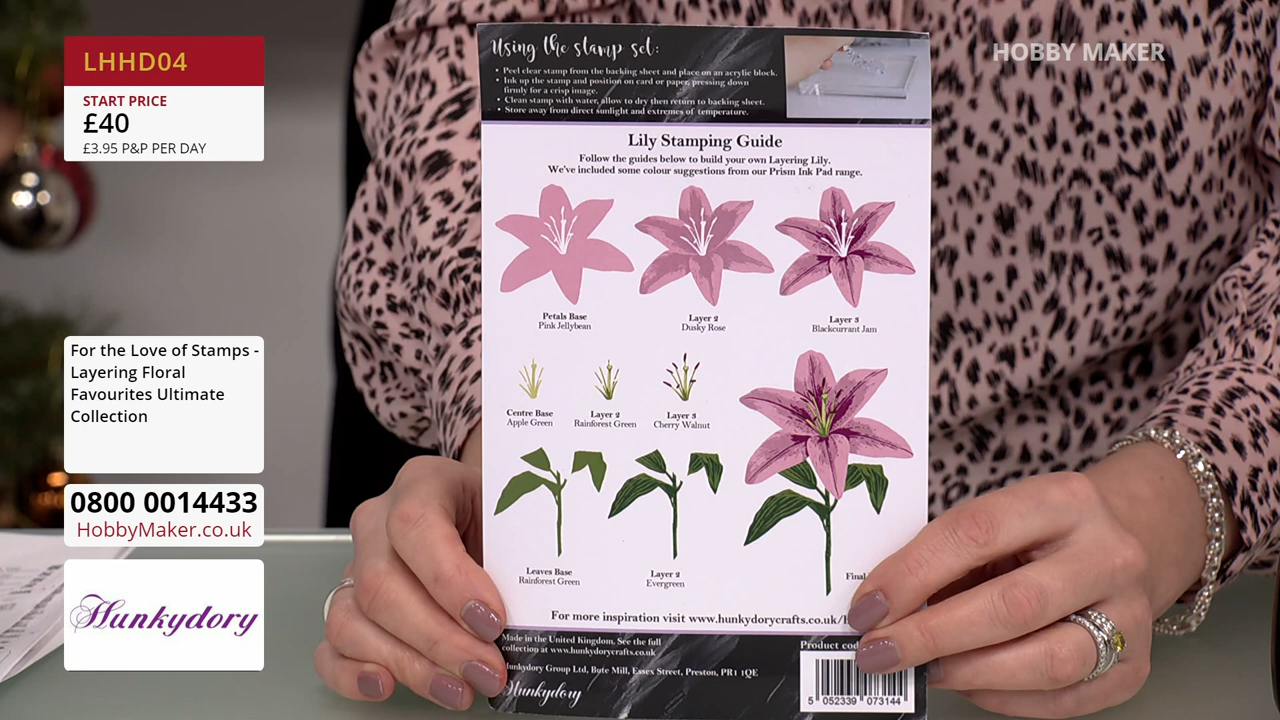 LHHD04
START PRICE
£40
£3.95 P&P PER DAY
For the Love of Stamps -
Layering Floral
Favourites Ultimate
Collection
0800 0014433
HobbyMaker.co.uk
Hunkydory
HOBBY MAKER
Using the stamp set:
• Peel clear stamp from the backing sheet and place on an acrylic block.
• Ink up the stamp and position on card or paper, pressing down
firmly for a crisp image.
• Clean stamp with water, allow to dry then return to backing sheet.
• Store away from direct sunlight and extremes of temperature.
Lily Stamping Guide
Follow the guides below to build your own Layering Lily.
We've included some colour suggestions from our Prism Ink Pad range.
Petals Base
Pink Jellybean
Layer 2
Dusky Rose
Layer 3
Blackcurrant Jam
Centre Base
Apple Green
Layer 2
Rainforest Green
Layer 3
Cherry Walnut
Leaves Base
Rainforest Green
Layer 2
Evergreen
Final
For more inspiration visit www.hunkydorycrafts.co.uk/
Made in the United Kingdom. See the full
collection at www.hunkydorycrafts.co.uk
Hunkydory Group Ltd, Bute Mill, Essex Street, Preston, PR1 1QE
Hunkydory
Product cod
5 052339 073144